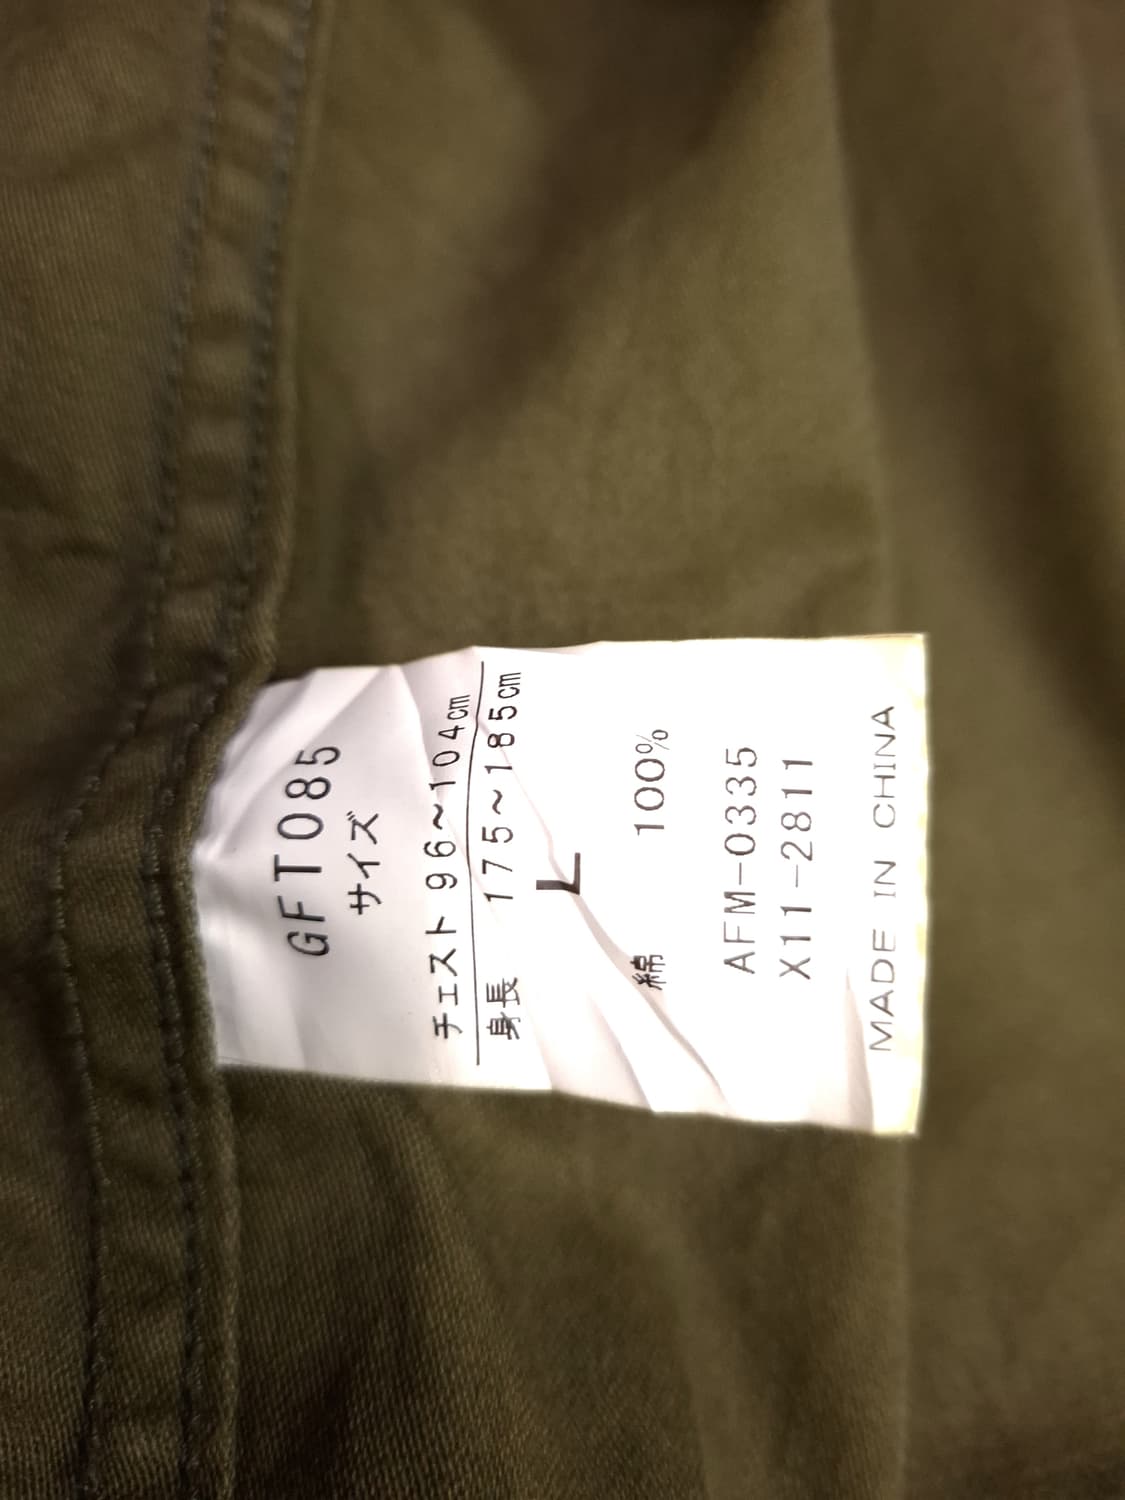 GFT085
サイズ
チェスト 96～104cm
身長 175～185cm
L
綿 100%
AFM-0335
X11-2811
MADE IN CHINA